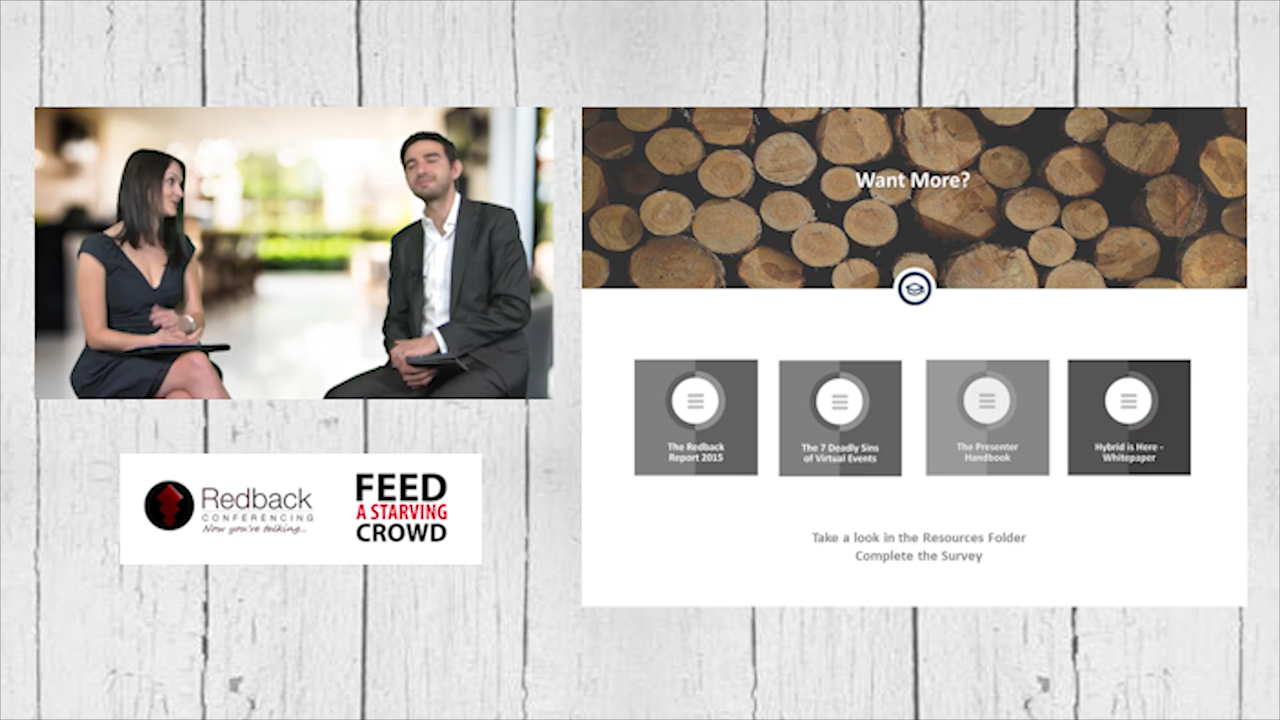 Want More?
The Redback
Report 2015
The 7 Deadly Sins
of Virtual Events
The Presenter
Handbook
Hybrid is Here -
Whitepaper
Take a look in the Resources Folder
Complete the Survey
Redback
CONFERENCING
Now you're talking...
FEED
A STARVING
CROWD